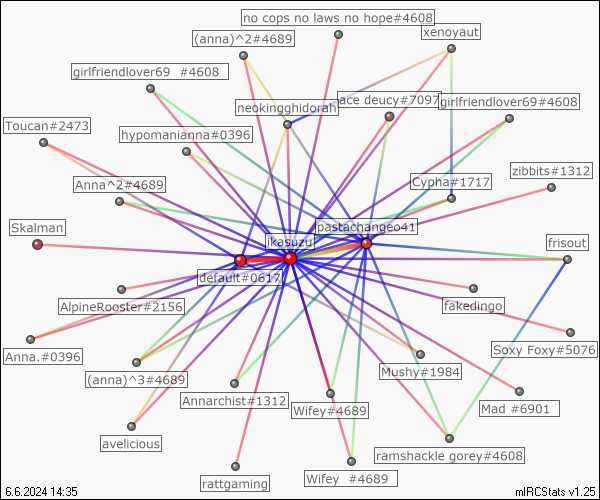 no cops no laws no hope#4608
(anna)^2#4689
xenoyaut
girlfriendlover69 #4608
ace deucy#7097
girlfriendlover69#4608
neokingghidorah
Toucan#2473
hypomanianna#0396
zibbits#1312
Anna^2#4689
Cypha#1717
Skalman
pastachangeo41
jkasuzu
frisout
default#0617
AlpineRooster#2156
fakedingo
Anna.#0396
Soxy Foxy#5076
(anna)^3#4689
Mushy#1984
Annarchist#1312
Wifey#4689
Mad #6901
avelicious
ramshackle gorey#4608
rattgaming
Wifey #4689
6.6.2024 14:35
mIRCStats v1.25